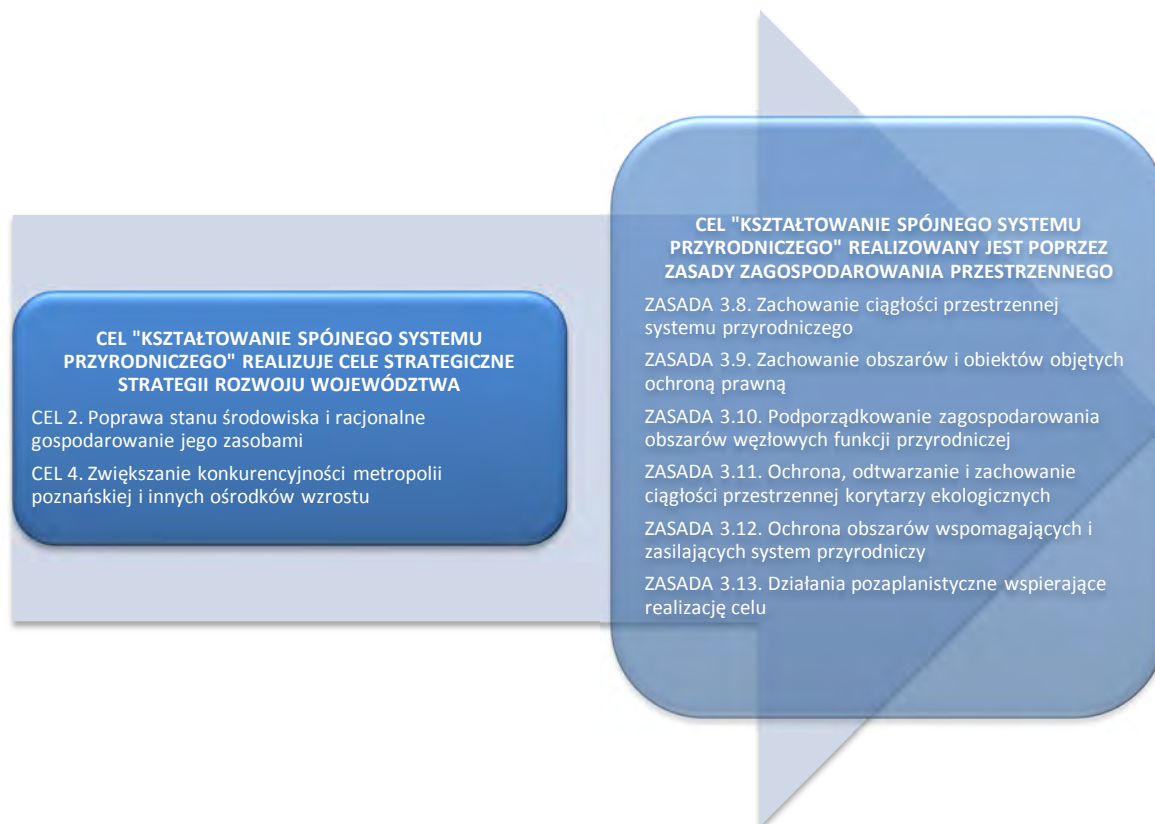 CEL "KSZTAŁTOWANIE SPÓJNEGO SYSTEMU
PRZYRODNICZEGO" REALIZUJE CELE STRATEGICZNE
STRATEGII ROZWOJU WOJEWÓDZTWA
CEL 2. Poprawa stanu środowiska i racjonalne
gospodarowanie jego zasobami
CEL 4. Zwiększanie konkurencyjności metropolii
poznańskiej i innych ośrodków wzrostu
CEL "KSZTAŁTOWANIE SPÓJNEGO SYSTEMU
PRZYRODNICZEGO" REALIZOWANY JEST POPRZEZ
ZASADY ZAGOSPODAROWANIA PRZESTRZENNEGO
ZASADA 3.8. Zachowanie ciągłości przestrzennej
systemu przyrodniczego
ZASADA 3.9. Zachowanie obszarów i obiektów objętych
ochroną prawną
ZASADA 3.10. Podporządkowanie zagospodarowania
obszarów węzłowych funkcji przyrodniczej
ZASADA 3.11. Ochrona, odtwarzanie i zachowanie
ciągłości przestrzennej korytarzy ekologicznych
ZASADA 3.12. Ochrona obszarów wspomagających i
zasilających system przyrodniczy
ZASADA 3.13. Działania pozaplanistyczne wspierające
realizację celu